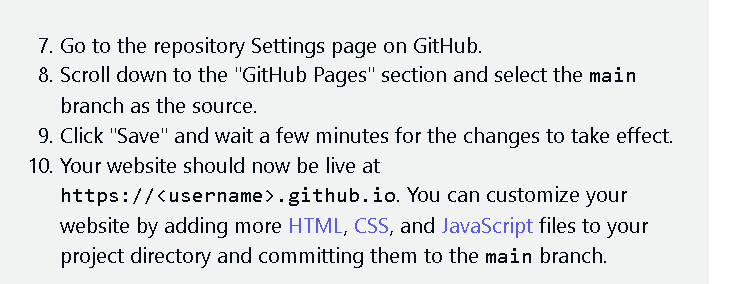 7. Go to the repository Settings page on GitHub.
8. Scroll down to the "GitHub Pages" section and select the main
branch as the source.
9. Click "Save" and wait a few minutes for the changes to take effect.
10. Your website should now be live at
https://<username>.github.io. You can customize your
website by adding more HTML, CSS, and JavaScript files to your
project directory and committing them to the main branch.